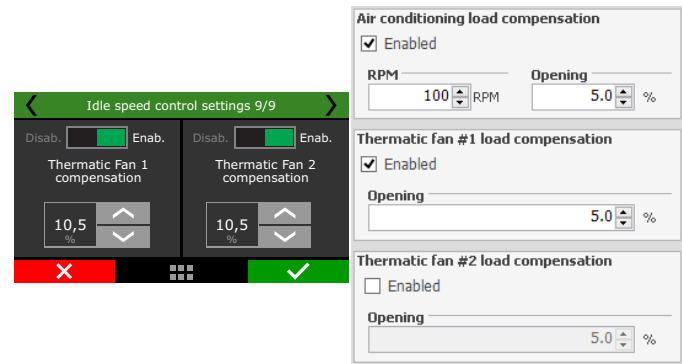 Idle speed control settings 9/9
Disab. Enab. Disab. Enab.
Thermatic Fan 1 Thermatic Fan 2
compensation compensation
10,5 10,5
% %
Air conditioning load compensation
Enabled
RPM Opening
100 RPM 5.0 %
Thermatic fan #1 load compensation
Enabled
Opening
5.0 %
Thermatic fan #2 load compensation
Enabled
Opening
5.0 %